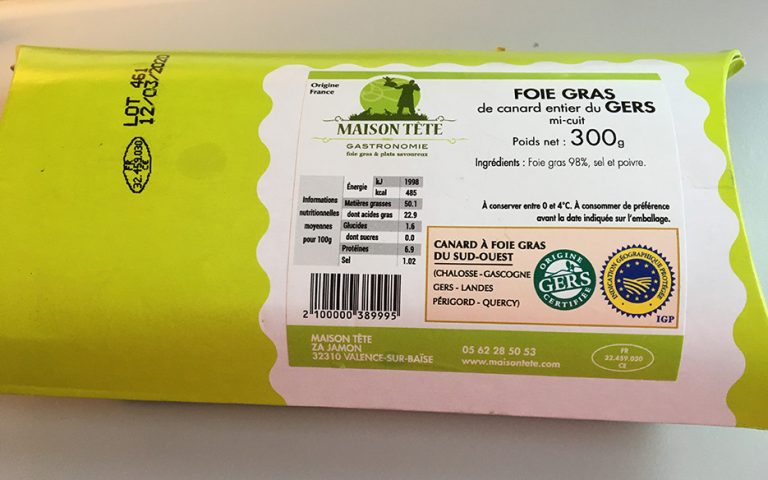 LOT 461
12/03/2020
FR
32.459.030
CE
Origine
France
MAISON TÊTE
GASTRONOMIE
foie gras & plats savoureux
FOIE GRAS
de canard entier du GERS
mi-cuit
Poids net : 300g
Ingrédients : Foie gras 98%, sel et poivre.
Informations nutritionnelles moyennes pour 100g
Énergie kJ 1998
kcal 485
Matières grasses 50.1
dont acides gras 22.9
Glucides 1.6
dont sucres 0.0
Protéines 6.9
Sel 1.02
À conserver entre 0 et 4°C. À consommer de préférence
avant la date indiquée sur l'emballage.
CANARD À FOIE GRAS
DU SUD-OUEST
(CHALOSSE - GASCOGNE
GERS - LANDES
PÉRIGORD - QUERCY)
ORIGINE
GERS
CERTIFIÉE
INDICATION GÉOGRAPHIQUE PROTÉGÉE
IGP
2 100000 389995
MAISON TÊTE
ZA JAMON
32310 VALENCE-SUR-BAÏSE
05 62 28 50 53
www.maisontete.com
FR
32.459.030
CE